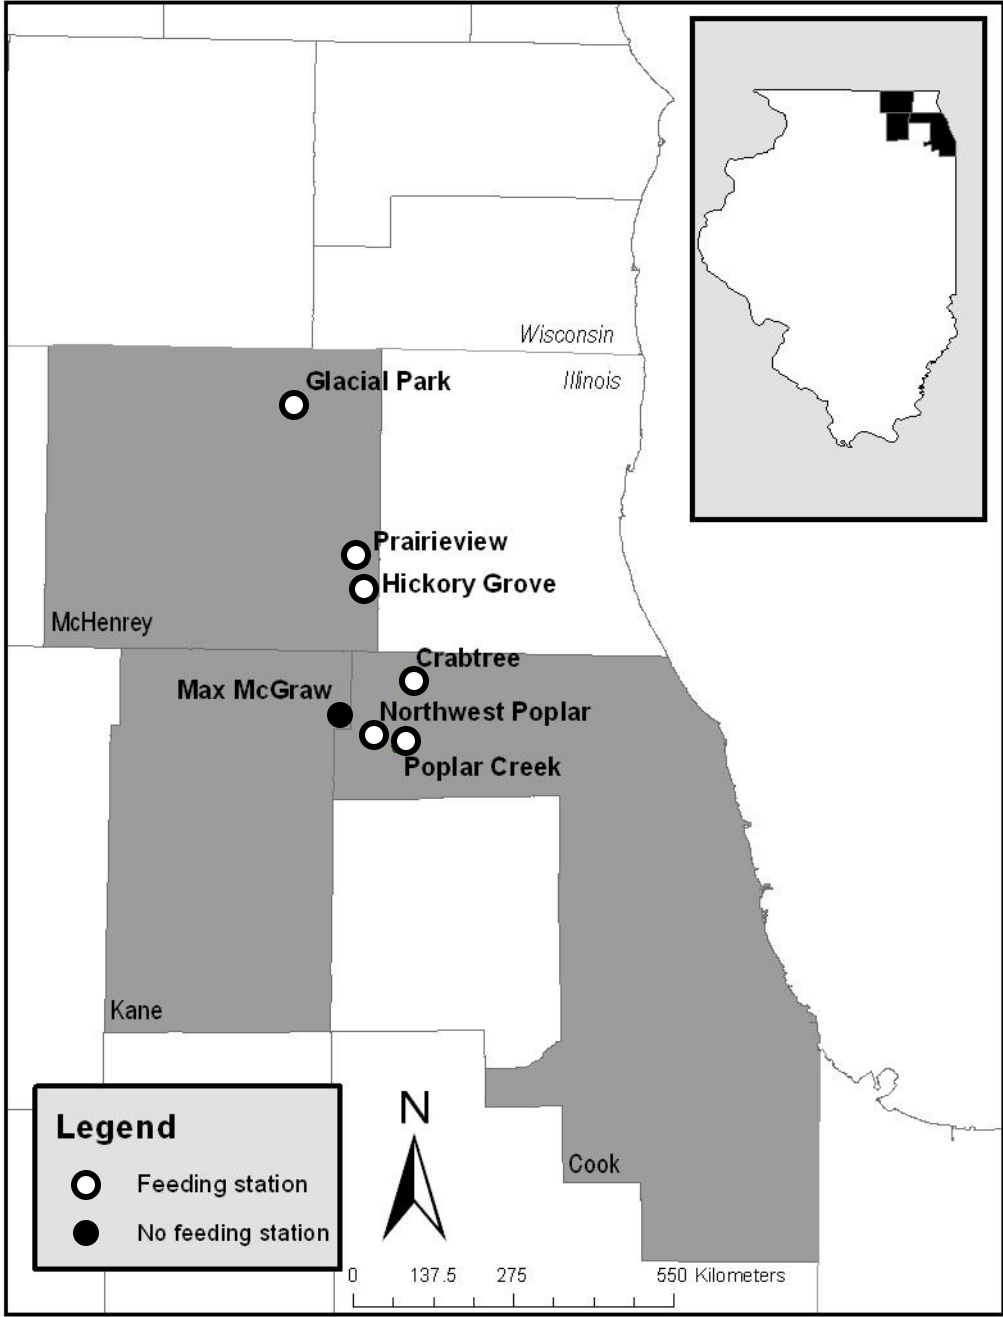 Wisconsin
Illinois
Glacial Park
Prairieview
Hickory Grove
McHenrey
Crabtree
Max McGraw
Northwest Poplar
Poplar Creek
Kane
Cook
Legend
Feeding station
No feeding station
N
0 137.5 275 550 Kilometers